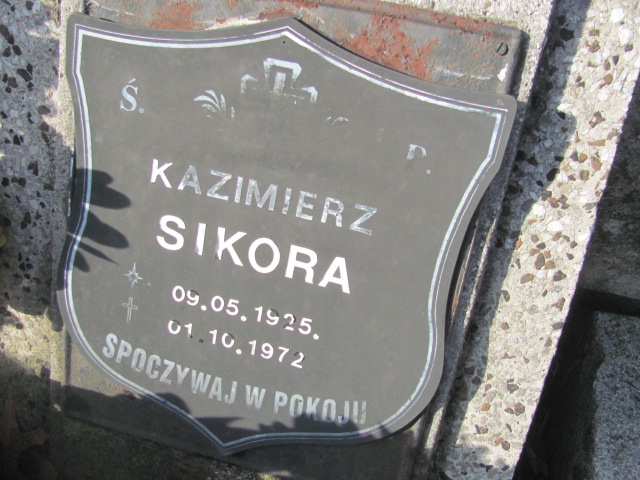 Ś. P.
KAZIMIERZ
SIKORA
09.05.1925.
01.10.1972
SPOCZYWAJ W POKOJU